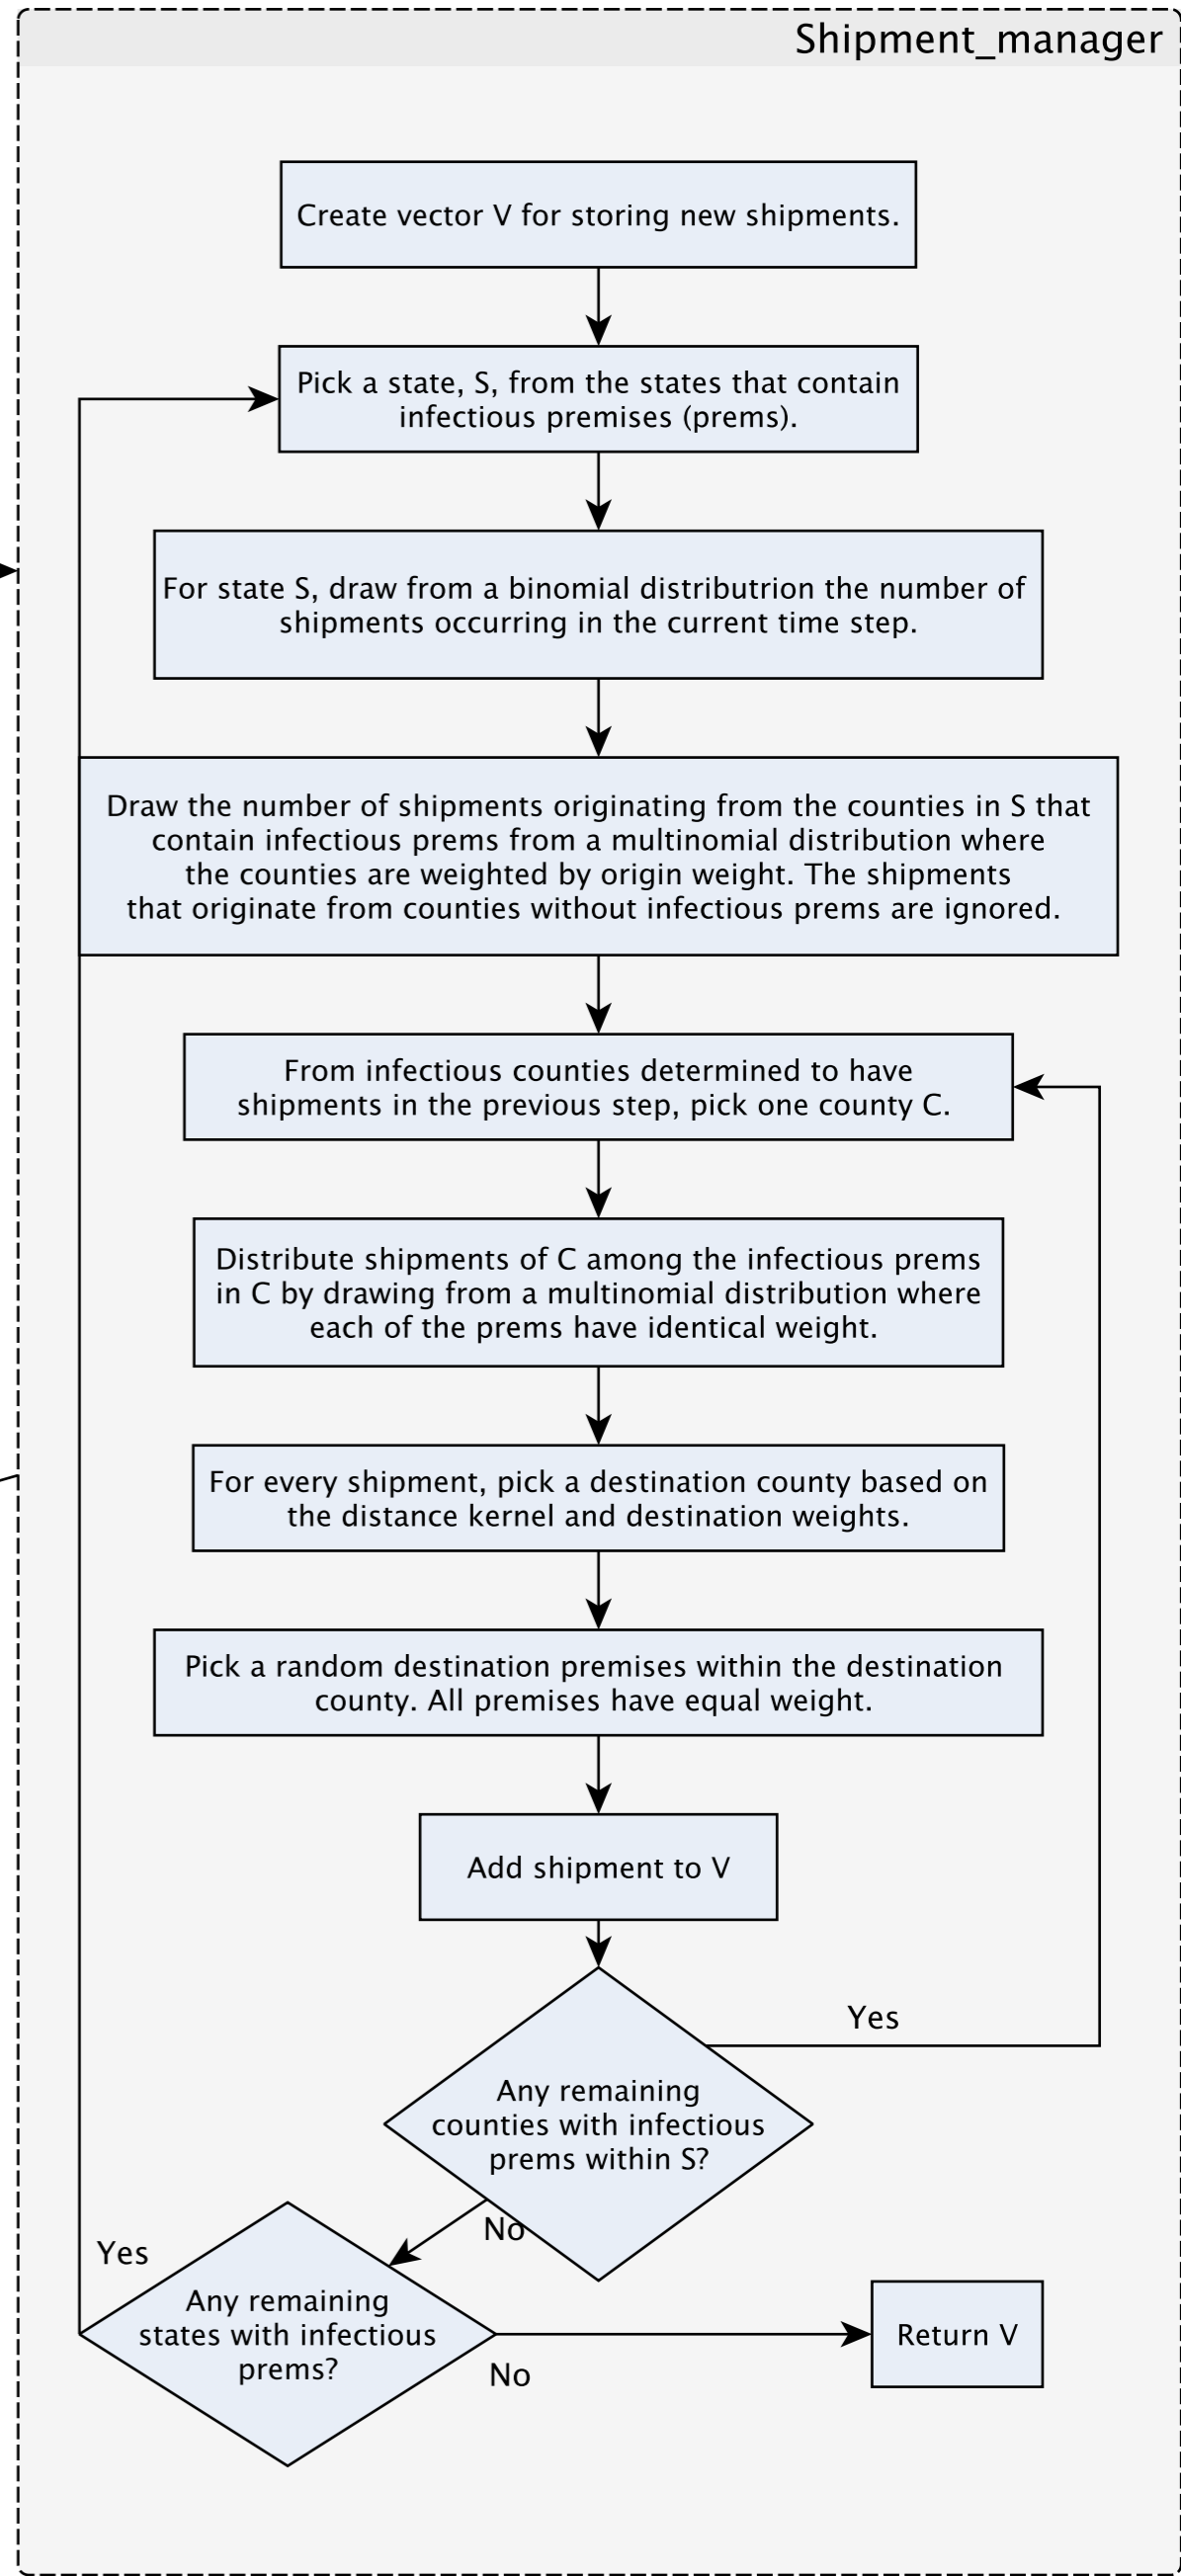 Shipment_manager
Create vector V for storing new shipments.
Pick a state, S, from the states that contain
infectious premises (prems).
For state S, draw from a binomial distributrion the number of
shipments occurring in the current time step.
Draw the number of shipments originating from the counties in S that
contain infectious prems from a multinomial distribution where
the counties are weighted by origin weight. The shipments
that originate from counties without infectious prems are ignored.
From infectious counties determined to have
shipments in the previous step, pick one county C.
Distribute shipments of C among the infectious prems
in C by drawing from a multinomial distribution where
each of the prems have identical weight.
For every shipment, pick a destination county based on
the distance kernel and destination weights.
Pick a random destination premises within the destination
county. All premises have equal weight.
Add shipment to V
Yes
Any remaining
counties with infectious
prems within S?
No
Yes
Any remaining
states with infectious
prems?
No
Return V